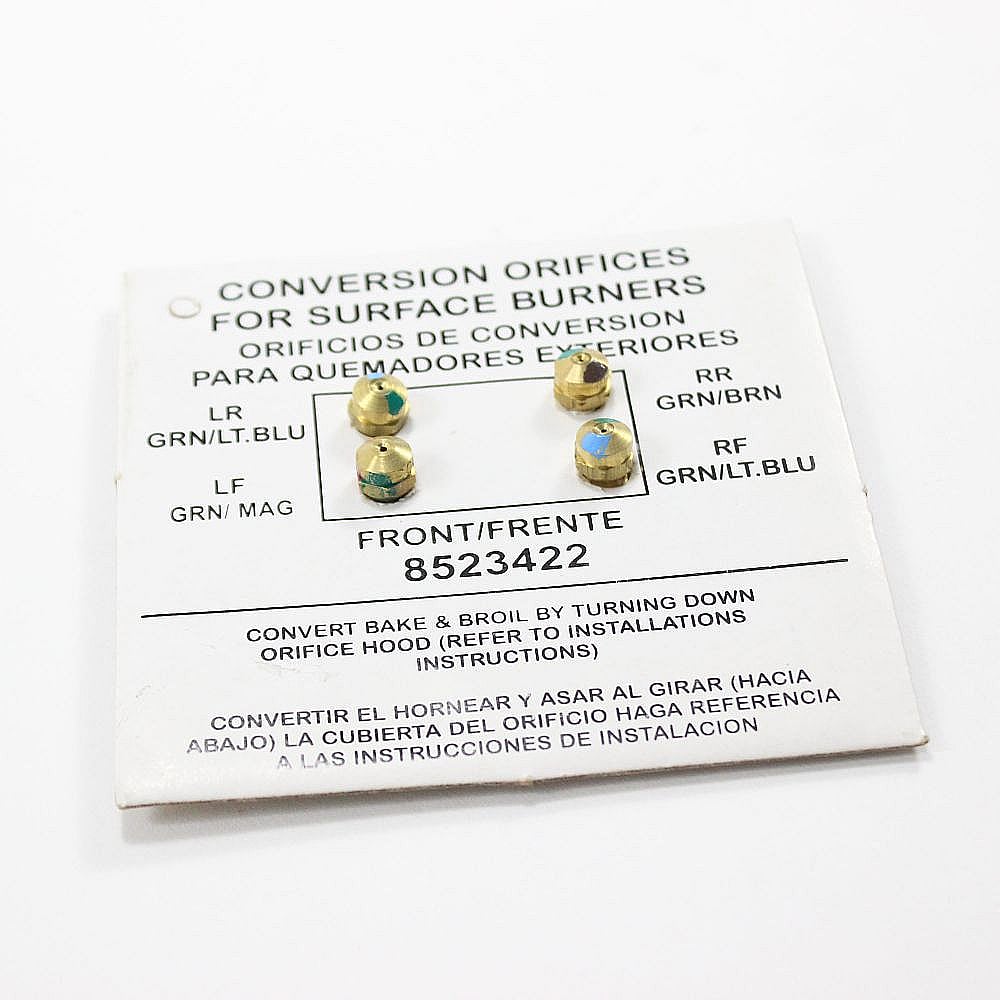 CONVERSION ORIFICES
FOR SURFACE BURNERS
ORIFICIOS DE CONVERSION
PARA QUEMADORES EXTERIORES
LR
GRN/LT.BLU
RR
GRN/BRN
LF
GRN/ MAG
RF
GRN/LT.BLU
FRONT/FRENTE
8523422
CONVERT BAKE & BROIL BY TURNING DOWN
ORIFICE HOOD (REFER TO INSTALLATIONS
INSTRUCTIONS)
CONVERTIR EL HORNEAR Y ASAR AL GIRAR (HACIA
ABAJO) LA CUBIERTA DEL ORIFICIO HAGA REFERENCIA
A LAS INSTRUCCIONES DE INSTALACION